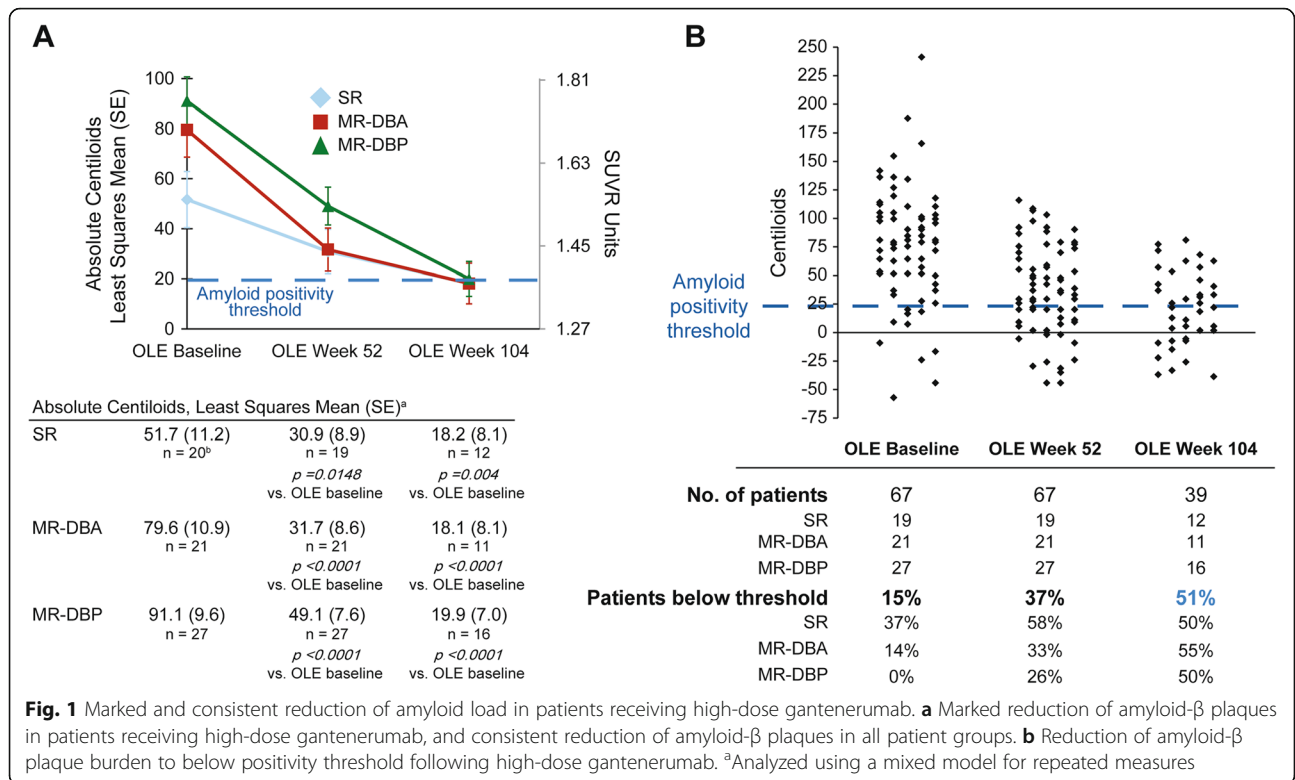 A
Absolute Centiloids
Least Squares Mean (SE)
100
80
60
40
20
0
SR
MR-DBA
MR-DBP
1.81
1.63
1.45
1.27
SUVR Units
Amyloid positivity
threshold
OLE Baseline OLE Week 52 OLE Week 104
Absolute Centiloids, Least Squares Mean (SE)ᵃ
SR 51.7 (11.2) 30.9 (8.9) 18.2 (8.1)
n = 20ᵇ n = 19 n = 12
p =0.0148 p =0.004
vs. OLE baseline vs. OLE baseline
MR-DBA 79.6 (10.9) 31.7 (8.6) 18.1 (8.1)
n = 21 n = 21 n = 11
p <0.0001 p <0.0001
vs. OLE baseline vs. OLE baseline
MR-DBP 91.1 (9.6) 49.1 (7.6) 19.9 (7.0)
n = 27 n = 27 n = 16
p <0.0001 p <0.0001
vs. OLE baseline vs. OLE baseline
B
Centiloids
250
225
200
175
150
125
100
75
50
25
0
-25
-50
-75
Amyloid
positivity
threshold
OLE Baseline OLE Week 52 OLE Week 104
No. of patients 67 67 39
SR 19 19 12
MR-DBA 21 21 11
MR-DBP 27 27 16
Patients below threshold 15% 37% 51%
SR 37% 58% 50%
MR-DBA 14% 33% 55%
MR-DBP 0% 26% 50%
Fig. 1 Marked and consistent reduction of amyloid load in patients receiving high-dose gantenerumab. a Marked reduction of amyloid-β plaques
in patients receiving high-dose gantenerumab, and consistent reduction of amyloid-β plaques in all patient groups. b Reduction of amyloid-β
plaque burden to below positivity threshold following high-dose gantenerumab. ᵃAnalyzed using a mixed model for repeated measures